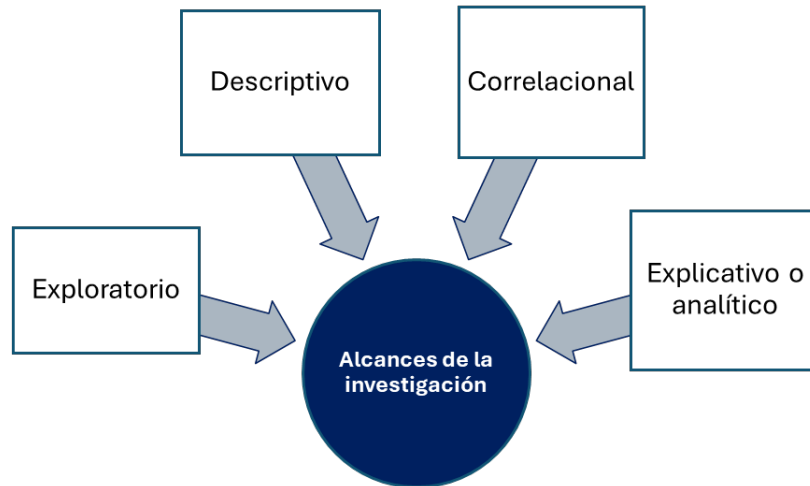 Descriptivo
Correlacional
Exploratorio
Explicativo o
analítico
Alcances de la
investigación